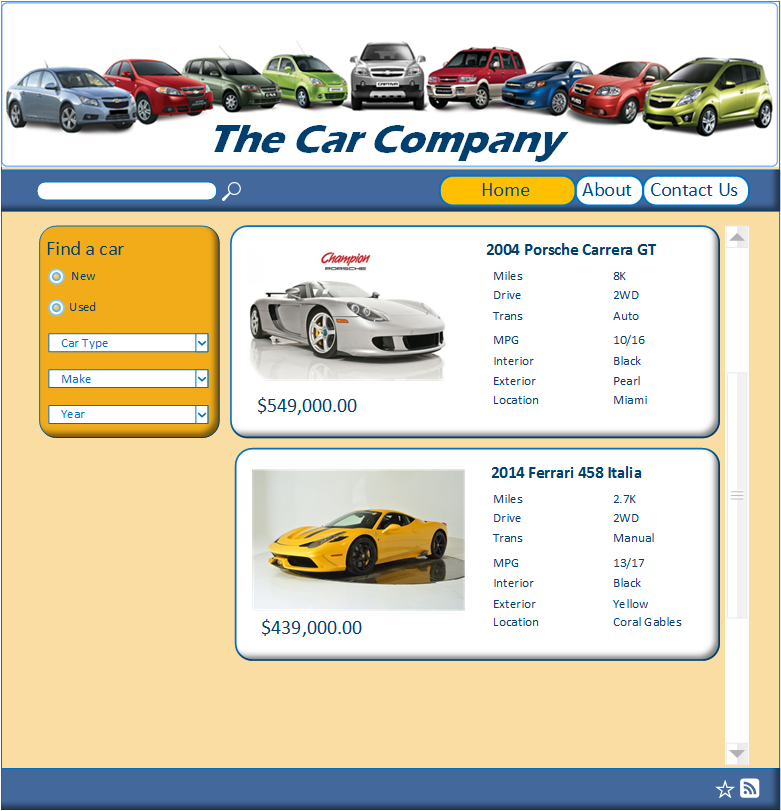 The Car Company
Home
About
Contact Us
Find a car
New
Used
Car Type
Make
Year
Champion
PORSCHE
2004 Porsche Carrera GT
Miles 8K
Drive 2WD
Trans Auto
MPG 10/16
Interior Black
Exterior Pearl
Location Miami
$549,000.00
2014 Ferrari 458 Italia
Miles 2.7K
Drive 2WD
Trans Manual
MPG 13/17
Interior Black
Exterior Yellow
Location Coral Gables
$439,000.00